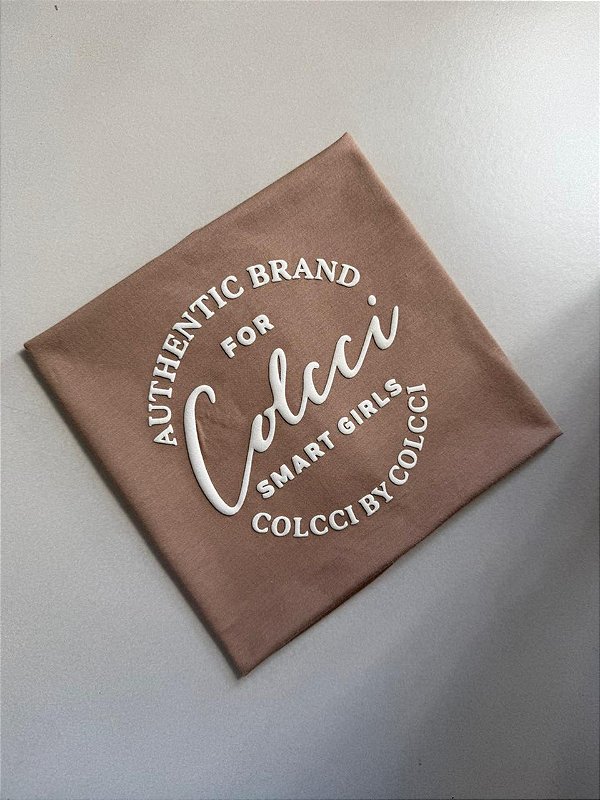 AUTHENTIC BRAND
FOR
Colcci
SMART GIRLS
COLCCI BY COLCCI